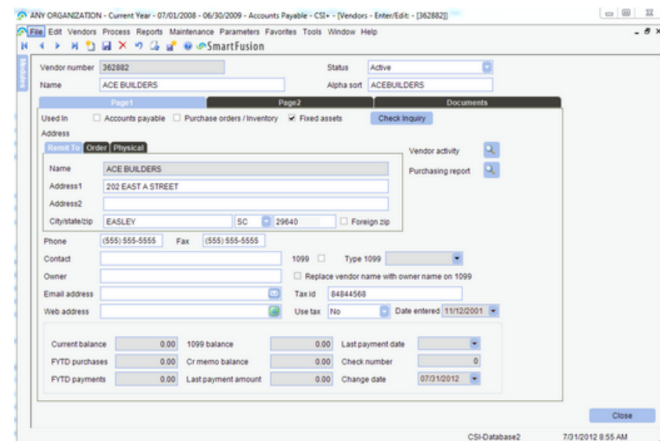 ANY ORGANIZATION - Current Year - 07/01/2008 - 06/30/2009 - Accounts Payable - CSI+ - [Vendors - Enter/Edit: - [362882]]
File Edit Vendors Process Reports Maintenance Parameters Favorites Tools Window Help
SmartFusion
Modules
Vendor number 362882 Status Active
Name ACE BUILDERS Alpha sort ACEBUILDERS
Page1 Page2 Documents
Used In Accounts payable Purchase orders / Inventory Fixed assets Check Inquiry
Address
Remit To Order Physical
Vendor activity
Name ACE BUILDERS
Purchasing report
Address1 202 EAST A STREET
Address2
City/state/zip EASLEY SC 29640 Foreign zip
Phone (555) 555-5555 Fax (555) 555-5555
Contact 1099 Type 1099
Owner Replace vendor name with owner name on 1099
Email address Tax id 84844568
Web address Use tax No Date entered 11/12/2001
Current balance 0.00 1099 balance 0.00 Last payment date
FYTD purchases 0.00 Cr memo balance 0.00 Check number 0
FYTD payments 0.00 Last payment amount 0.00 Change date 07/31/2012
Close
CSI-Database2 7/31/2012 8:55 AM